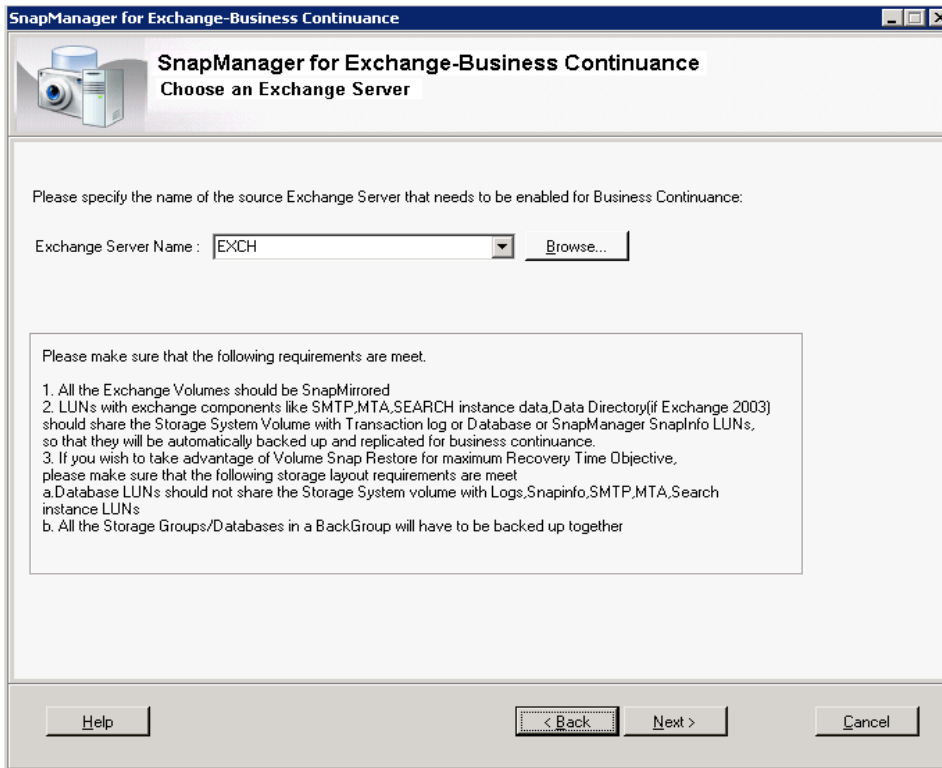 SnapManager for Exchange-Business Continuance
SnapManager for Exchange-Business Continuance
Choose an Exchange Server
Please specify the name of the source Exchange Server that needs to be enabled for Business Continuance:
Exchange Server Name : EXCH Browse...
Please make sure that the following requirements are meet.
1. All the Exchange Volumes should be SnapMirrored
2. LUNs with exchange components like SMTP,MTA,SEARCH instance data,Data Directory(if Exchange 2003)
should share the Storage System Volume with Transaction log or Database or SnapManager SnapInfo LUNs,
so that they will be automatically backed up and replicated for business continuance.
3. If you wish to take advantage of Volume Snap Restore for maximum Recovery Time Objective,
please make sure that the following storage layout requirements are meet
a.Database LUNs should not share the Storage System volume with Logs,Snapinfo,SMTP,MTA,Search
instance LUNs
b. All the Storage Groups/Databases in a BackGroup will have to be backed up together
Help < Back Next > Cancel